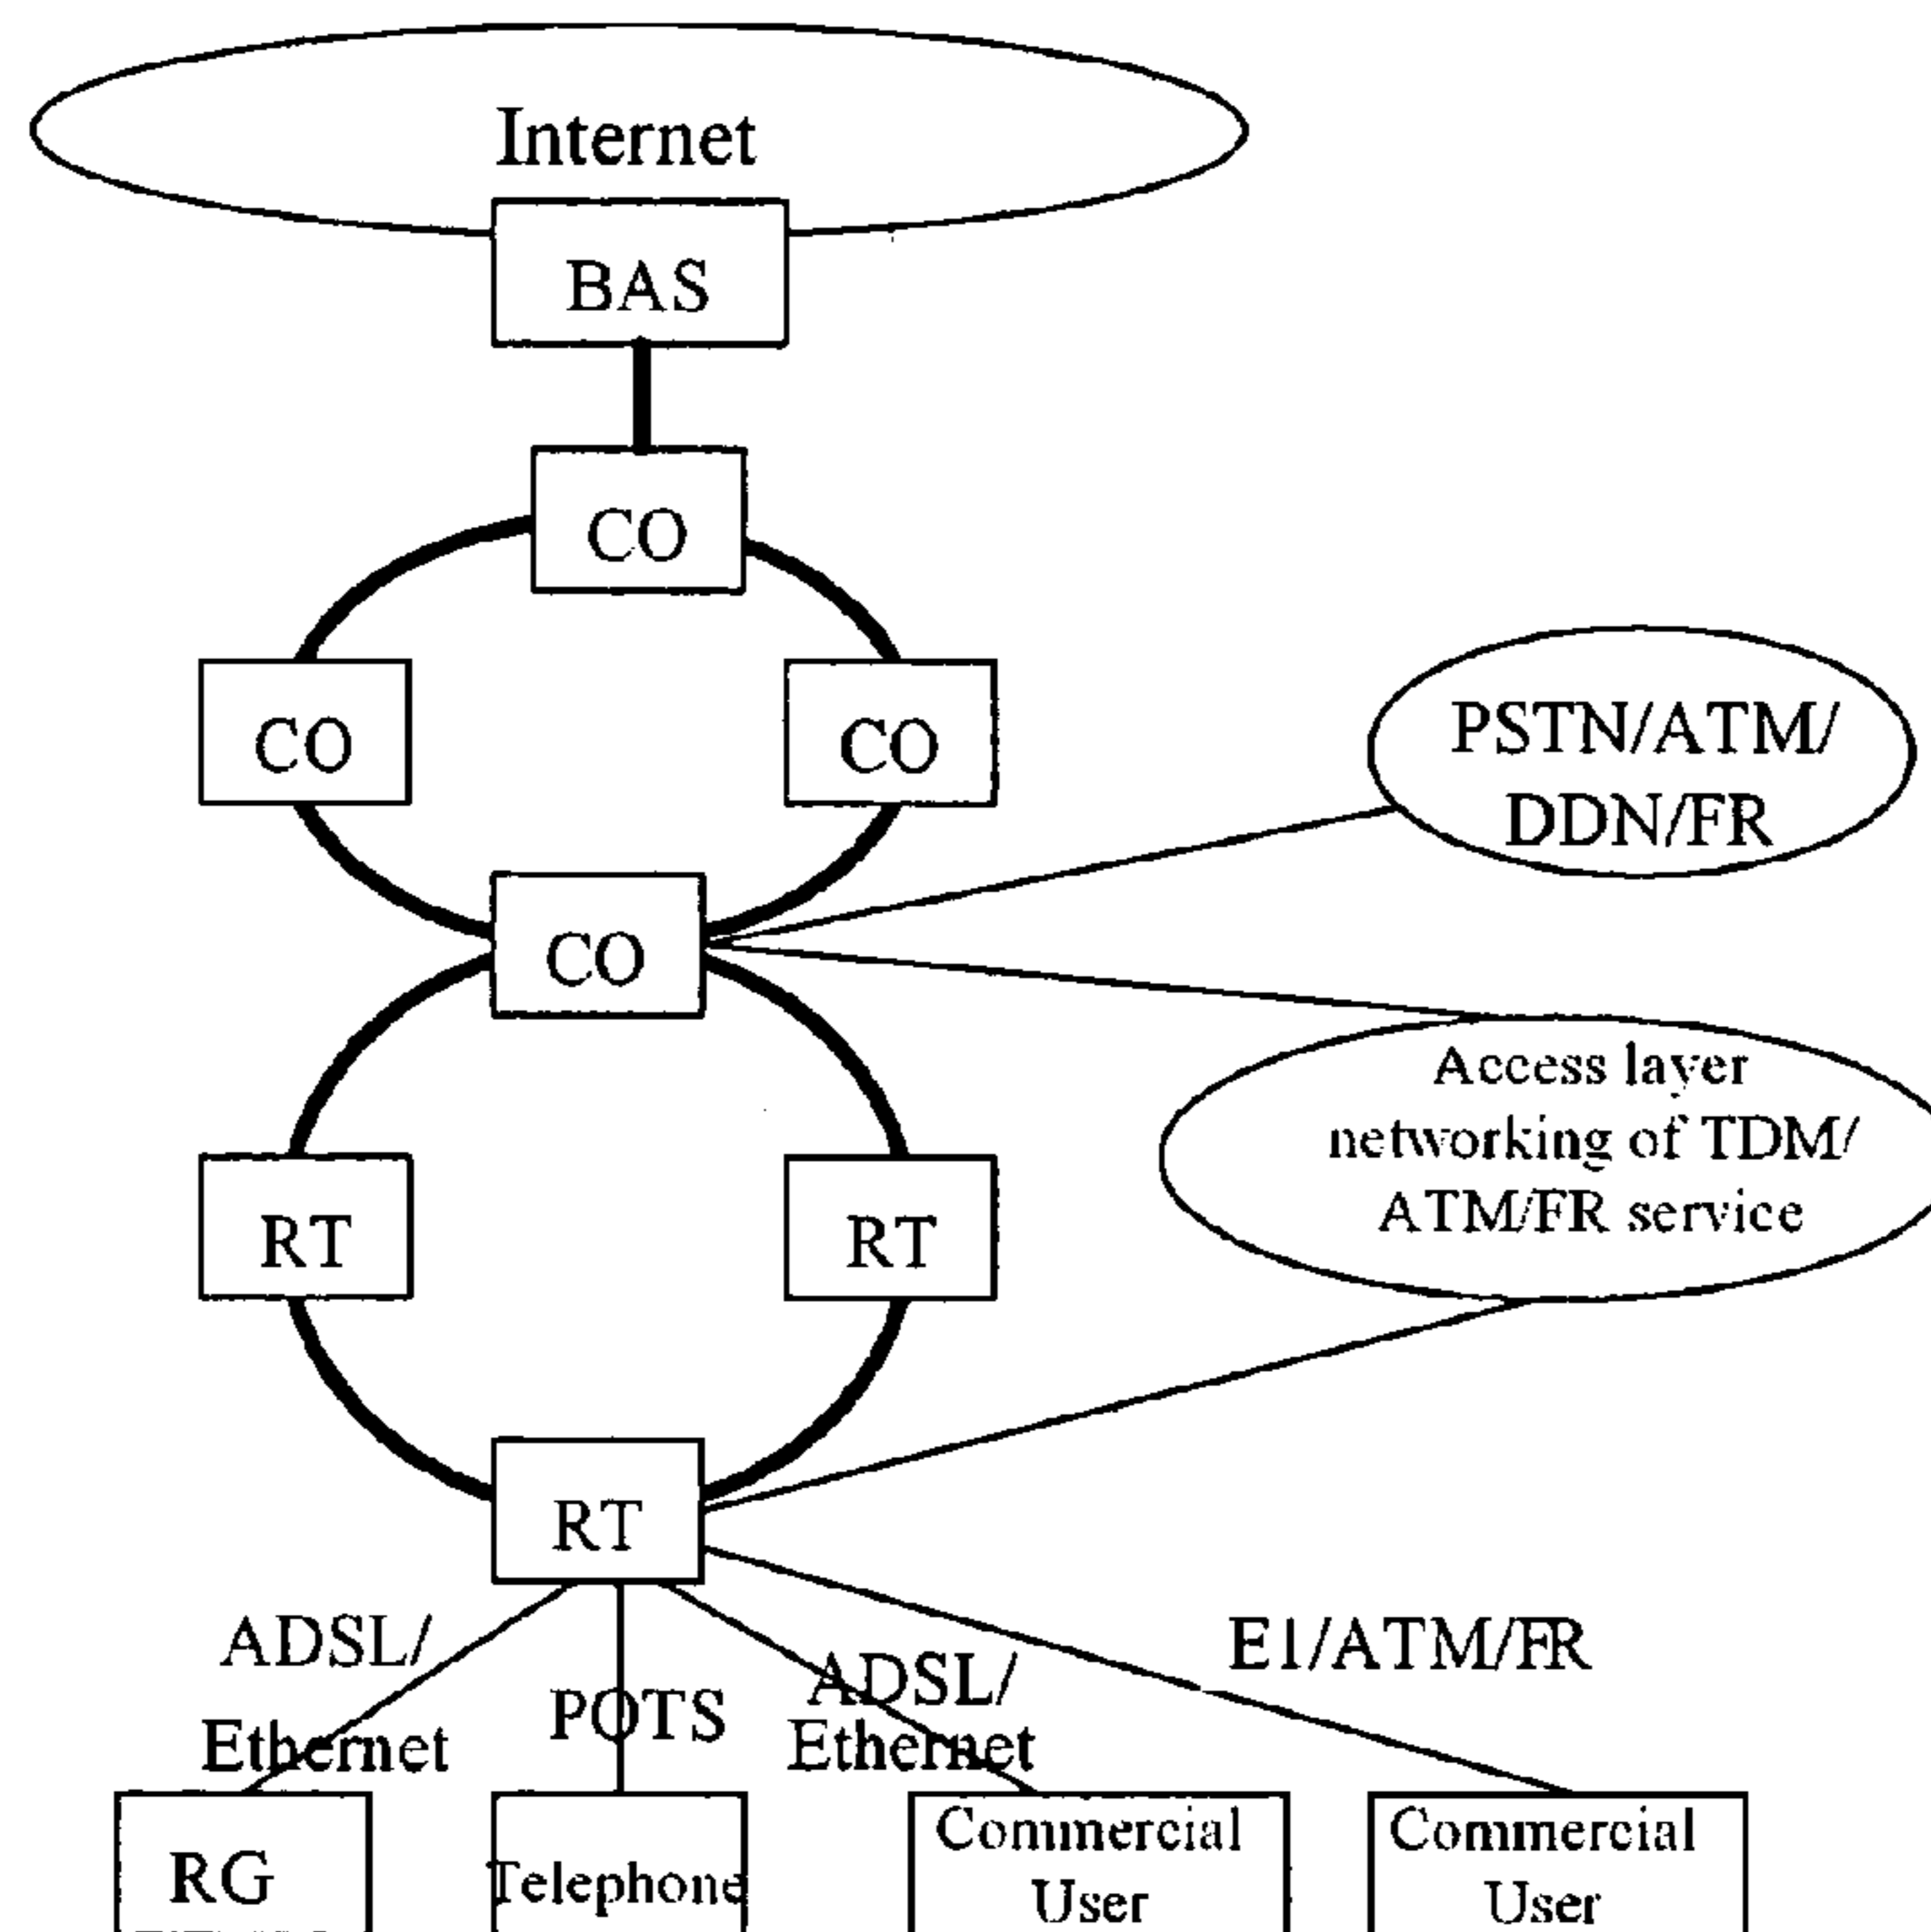 Internet
BAS
CO
CO
CO
PSTN/ATM/
DDN/FR
CO
Access layer
networking of TDM/
ATM/FR service
RT
RT
RT
ADSL/
Ethernet
POTS
ADSL/
Ethernet
E1/ATM/FR
RG
Telephone
Commercial
User
Commercial
User